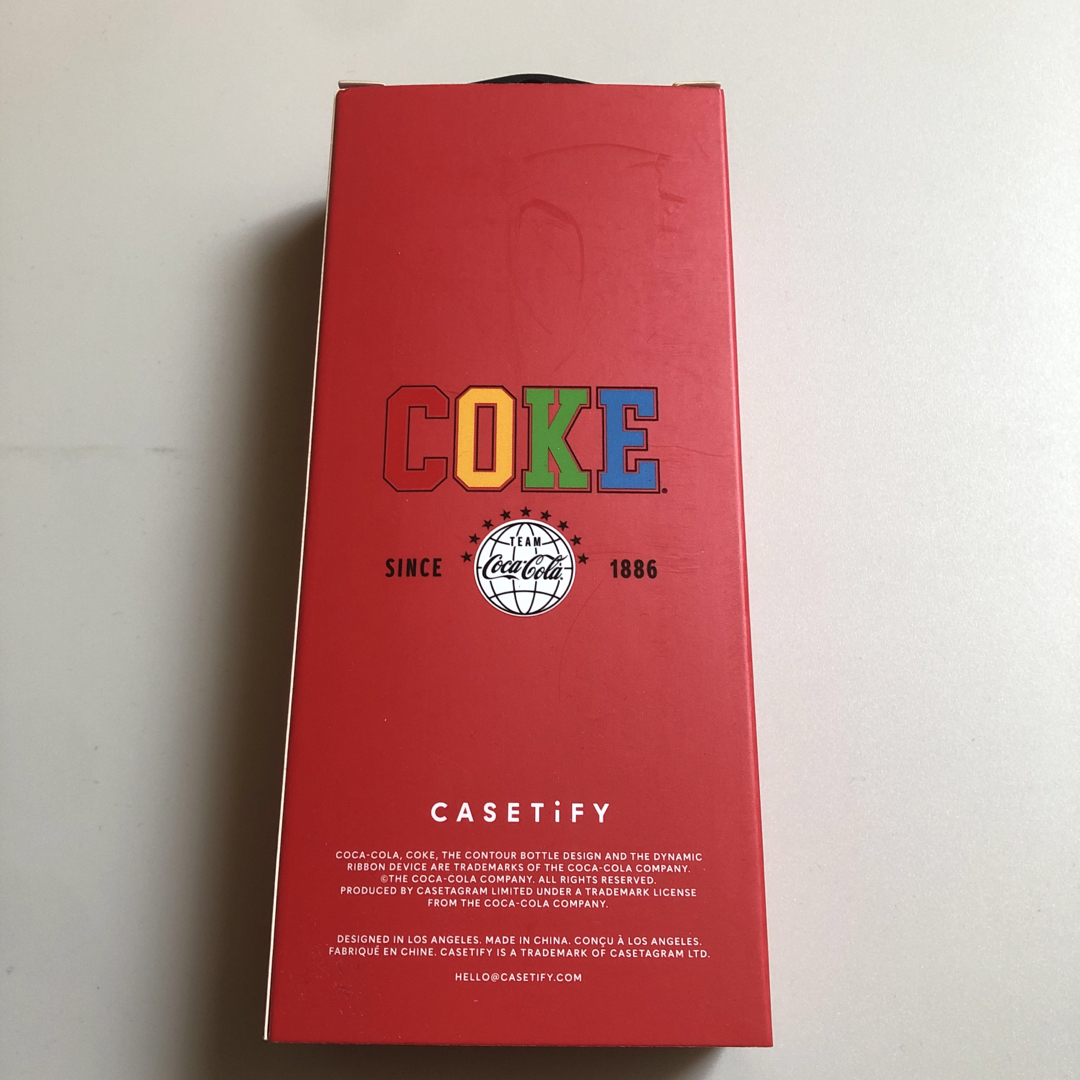 COKE.
TEAM
SINCE Coca-Cola 1886
CASETiFY
COCA-COLA, COKE, THE CONTOUR BOTTLE DESIGN AND THE DYNAMIC
RIBBON DEVICE ARE TRADEMARKS OF THE COCA-COLA COMPANY.
©THE COCA-COLA COMPANY. ALL RIGHTS RESERVED.
PRODUCED BY CASETAGRAM LIMITED UNDER A TRADEMARK LICENSE
FROM THE COCA-COLA COMPANY.
DESIGNED IN LOS ANGELES. MADE IN CHINA. CONÇU À LOS ANGELES.
FABRIQUÉ EN CHINE. CASETIFY IS A TRADEMARK OF CASETAGRAM LTD.
HELLO@CASETIFY.COM